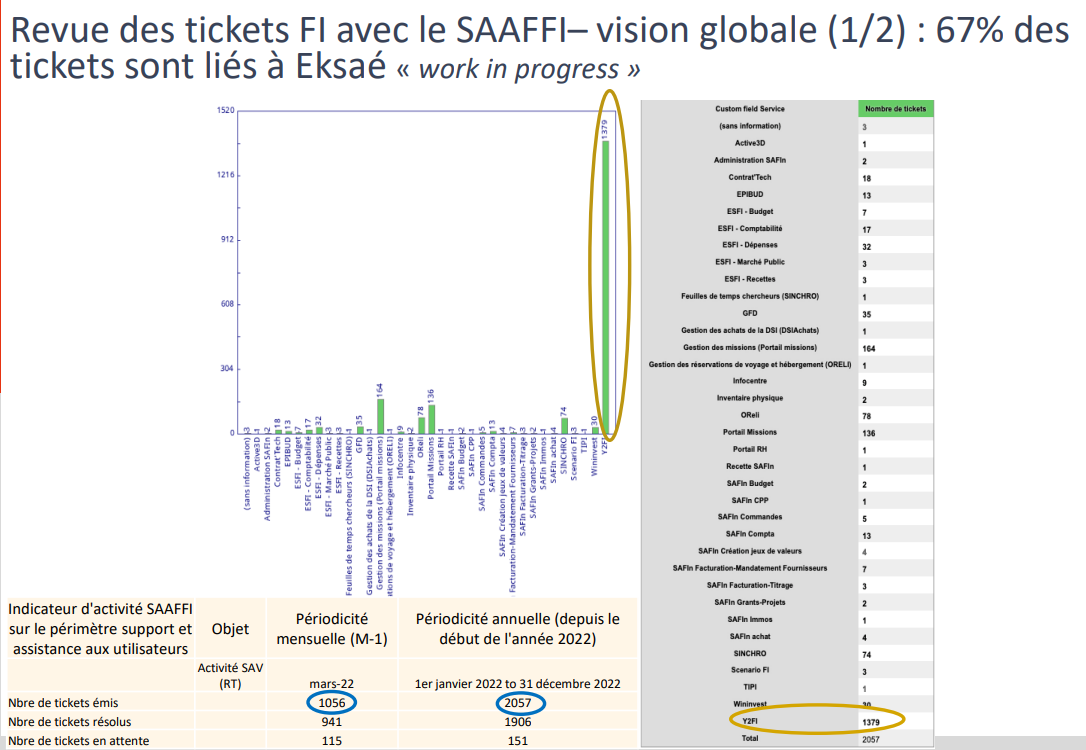 Revue des tickets FI avec le SAAFFI– vision globale (1/2) : 67% des
tickets sont liés à Eksaé « work in progress »
1520
1216
912
608
304
0
3
1
2
18
13
7
17
32
3
3
1
35
1
164
1
9
2
78
136
1
1
2
1
5
13
4
7
3
2
1
4
74
3
1
30
1379
(sans information)
Active3D
Administration SAFIn
Contrat'Tech
EPIBUD
ESFI - Budget
ESFI - Comptabilité
ESFI - Dépenses
ESFI - Marché Public
ESFI - Recettes
Feuilles de temps chercheurs (SINCHRO)
GFD
Gestion des achats de la DSI (DSIAchats)
Gestion des missions (Portail missions)
tions de voyage et hébergement (ORELI)
Infocentre
Inventaire physique
OReli
Portail Missions
Portail RH
Recette SAFIn
SAFIn Budget
SAFIn CPP
SAFIn Commandes
SAFIn Compta
SAFIn Création jeux de valeurs
Facturation-Mandatement Fournisseurs
SAFIn Facturation-Titrage
SAFIn Grants-Projets
SAFIn Immos
SAFIn achat
SINCHRO
Scenario FI
TIPI
Wininvest
Y2FI
Custom field Service Nombre de tickets
(sans information) 3
Active3D 1
Administration SAFIn 2
Contrat'Tech 18
EPIBUD 13
ESFI - Budget 7
ESFI - Comptabilité 17
ESFI - Dépenses 32
ESFI - Marché Public 3
ESFI - Recettes 3
Feuilles de temps chercheurs (SINCHRO) 1
GFD 35
Gestion des achats de la DSI (DSIAchats) 1
Gestion des missions (Portail missions) 164
Gestion des réservations de voyage et hébergement (ORELI) 1
Infocentre 9
Inventaire physique 2
OReli 78
Portail Missions 136
Portail RH 1
Recette SAFIn 1
SAFIn Budget 2
SAFIn CPP 1
SAFIn Commandes 5
SAFIn Compta 13
SAFIn Création jeux de valeurs 4
SAFIn Facturation-Mandatement Fournisseurs 7
SAFIn Facturation-Titrage 3
SAFIn Grants-Projets 2
SAFIn Immos 1
SAFIn achat 4
SINCHRO 74
Scenario FI 3
TIPI 1
Wininvest 30
Y2FI 1379
Total 2057
Indicateur d'activité SAAFFI
sur le périmètre support et
assistance aux utilisateurs
Objet
Périodicité
mensuelle (M-1)
Périodicité annuelle (depuis le
début de l'année 2022)
Activité SAV
(RT)
mars-22 1er janvier 2022 to 31 décembre 2022
Nbre de tickets émis 1056 2057
Nbre de tickets résolus 941 1906
Nbre de tickets en attente 115 151